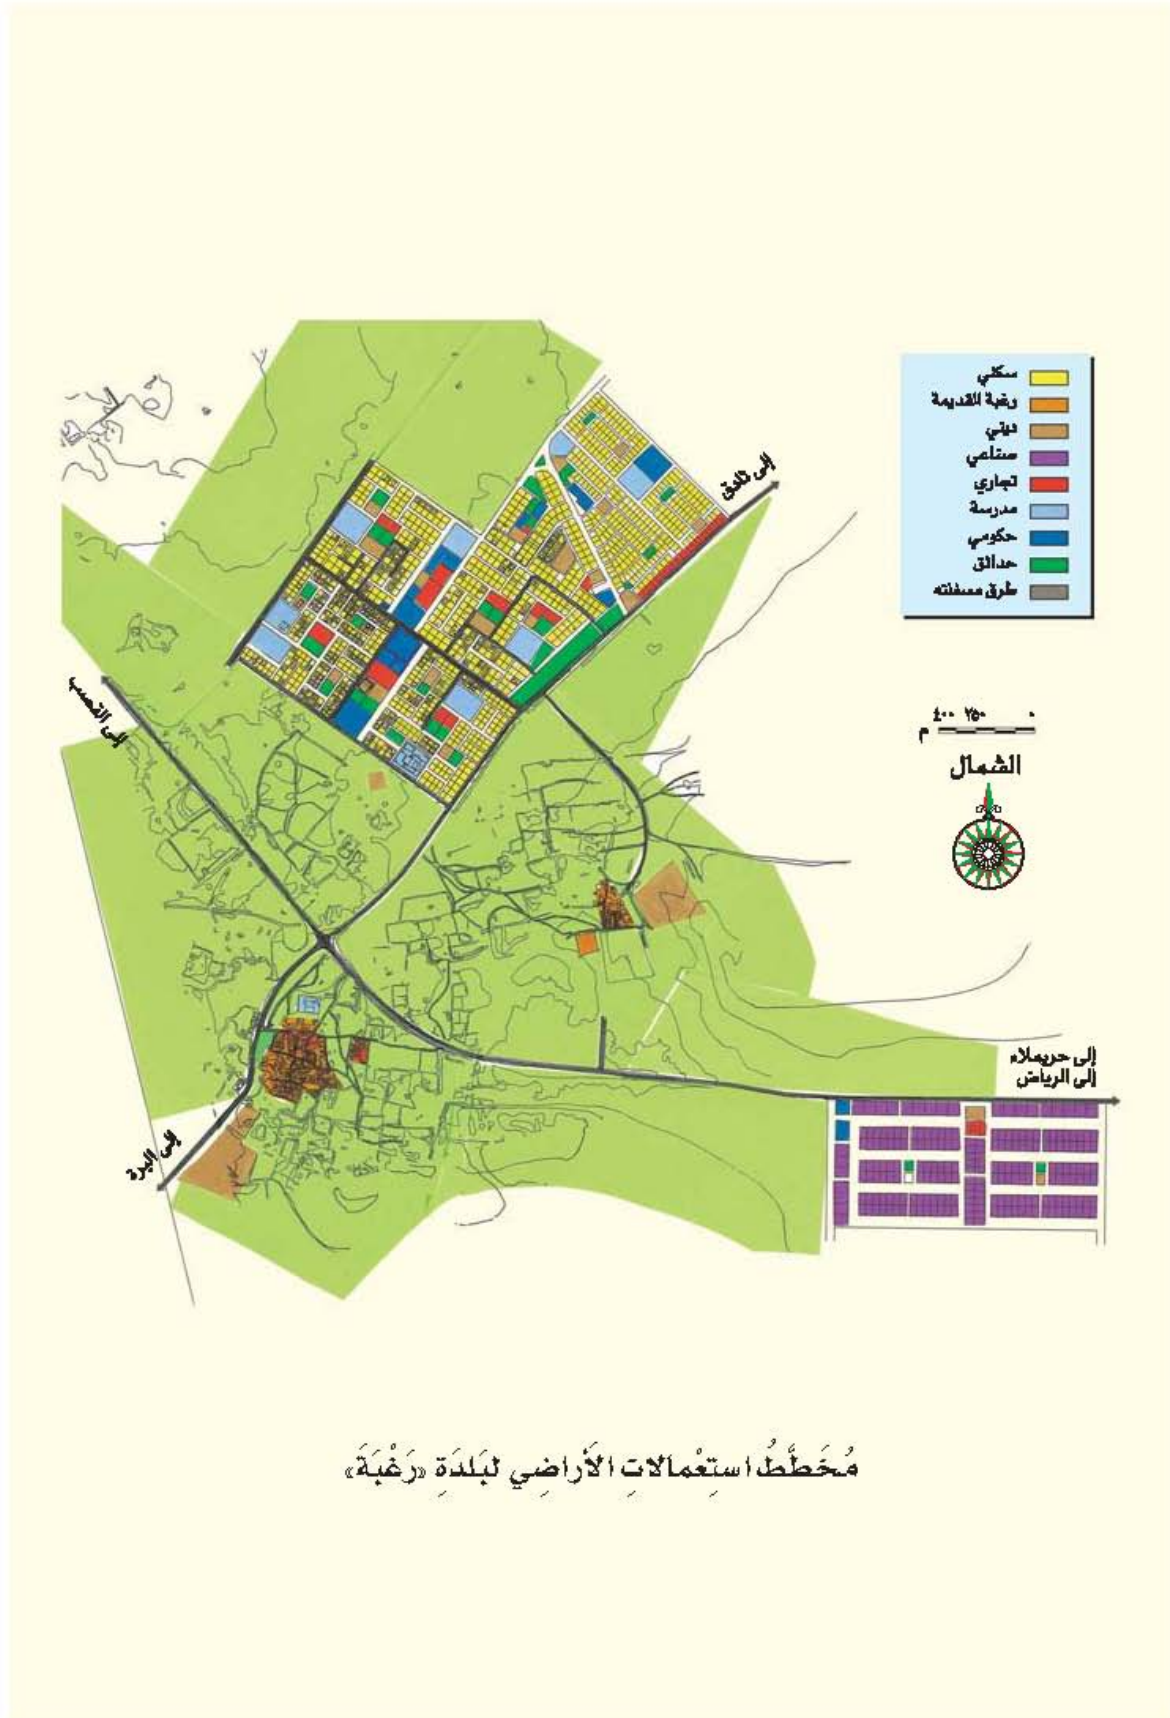 سكني
رغبة القديمة
ديني
صناعي
تجاري
مدرسة
حكومي
حدائق
طرق مسفلته
إلى ثادق
إلى القصب
٤٠٠ ٢٥٠ ٠
م
الشمال
إلى حريملاء
إلى الرياض
إلى البرة
مُخَطَّطُ استِعْمالاتِ الأَراضِي لبَلدَةِ «رَغْبَةَ»